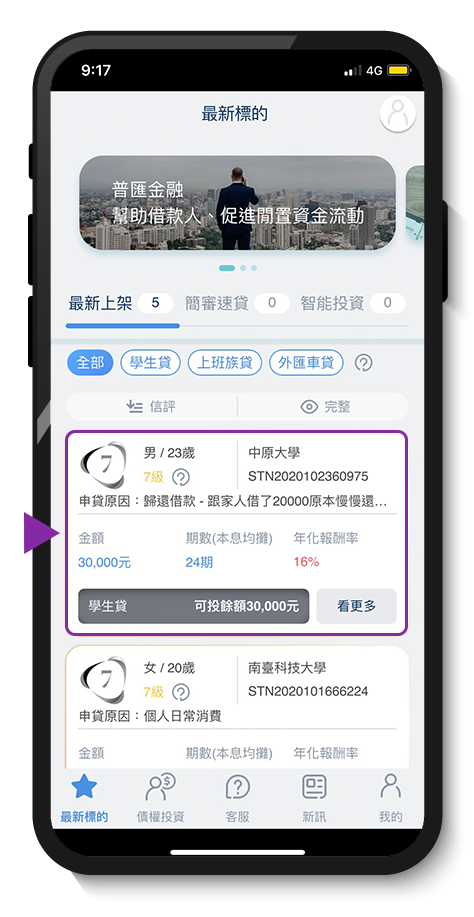 9:17
4G
最新標的
普匯金融
幫助借款人、促進閒置資金流動
最新上架 5 簡審速貸 0 智能投資 0
全部 學生貸 上班族貸 外匯車貸 ?
信評 完整
7
男 / 23歲
7級 ?
中原大學
STN2020102360975
申貸原因：歸還借款 - 跟家人借了20000原本慢慢還…
金額 期數(本息均攤) 年化報酬率
30,000元 24期 16%
學生貸 可投餘額30,000元 看更多
7
女 / 20歲
7級 ?
南臺科技大學
STN2020101666224
申貸原因：個人日常消費
金額 期數(本息均攤) 年化報酬率
最新標的 債權投資 客服 新訊 我的